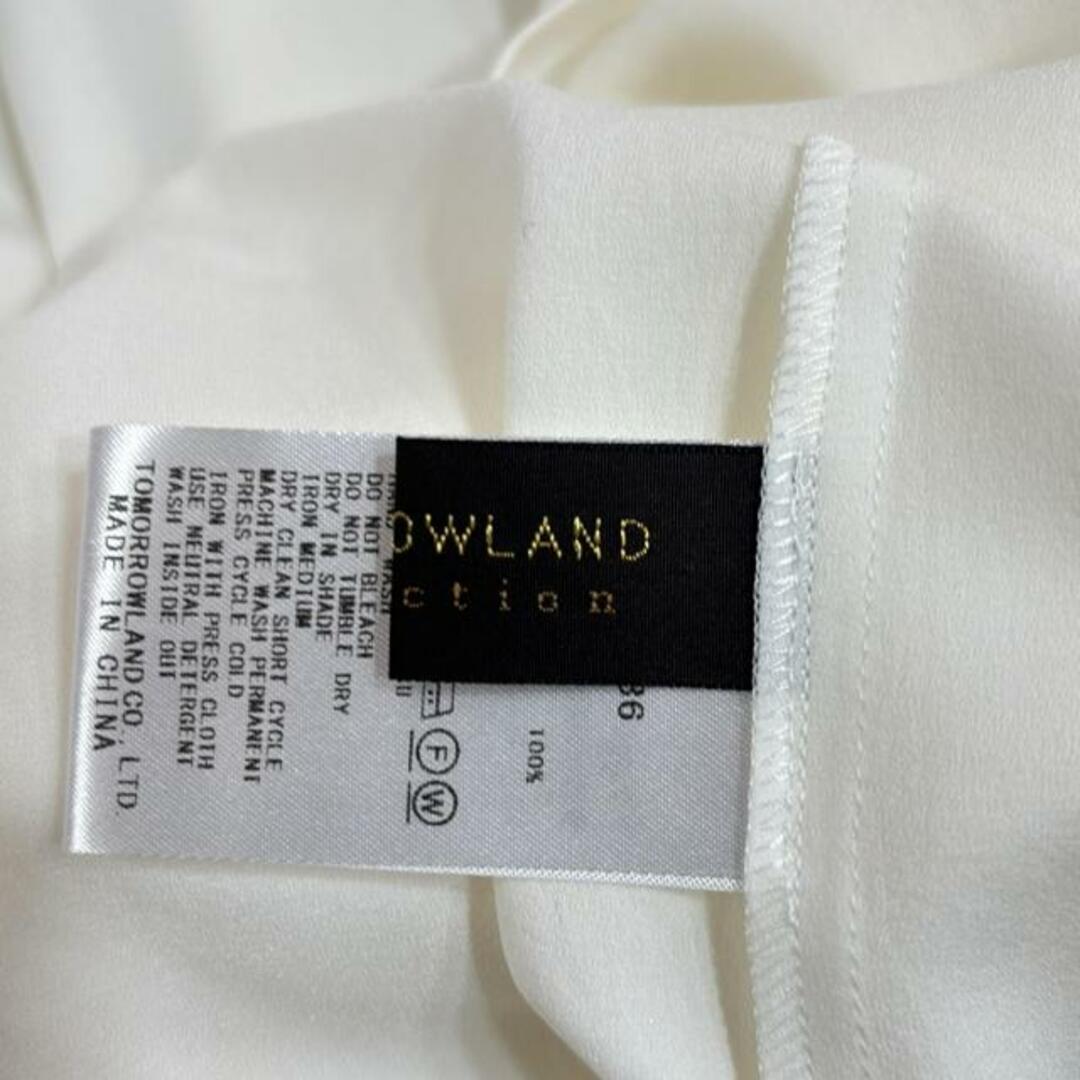 OWLAND
ction
36
100%
F
W
WASH
DO NOT BLEACH
DO NOT TUMBLE DRY
DRY IN SHADE
IRON MEDIUM
DRY CLEAN SHORT CYCLE
MACHINE WASH PERMANENT
PRESS CYCLE COLD
IRON WITH PRESS CLOTH
USE NEUTRAL DETERGENT
WASH INSIDE OUT
TOMORROWLAND CO., LTD.
MADE IN CHINA